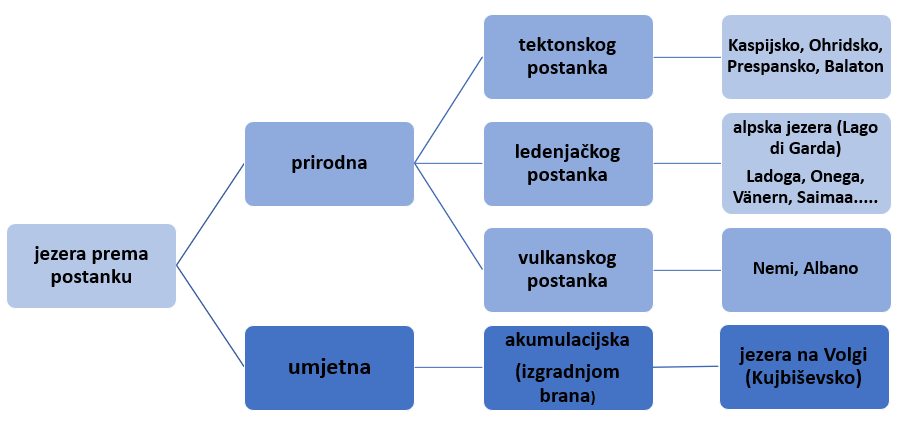 jezera prema
postanku
prirodna
tektonskog
postanka
Kaspijsko, Ohridsko,
Prespansko, Balaton
ledenjačkog
postanka
alpska jezera (Lago
di Garda)
Ladoga, Onega,
Vänern, Saimaa.....
vulkanskog
postanka
Nemi, Albano
umjetna
akumulacijska
(izgradnjom
brana)
jezera na Volgi
(Kujbiševsko)